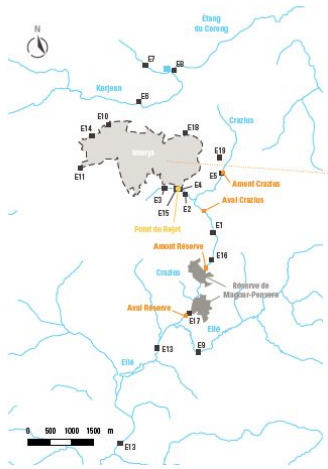 N
Étang
du Corong
E7
E8
Kerjean
E6
E10
E14
E18
Crazius
Imerys
E19
E11
E5
E4
Amont Crazius
E3
E15
E2
Aval Crazius
Point de Rejet
E1
Amont Réserve
E16
Crazius
Réserve de
Magoar-Penvern
Aval Réserve
E17
Ellé
E13
E9
Ellé
0 500 1000 1500 m
E13